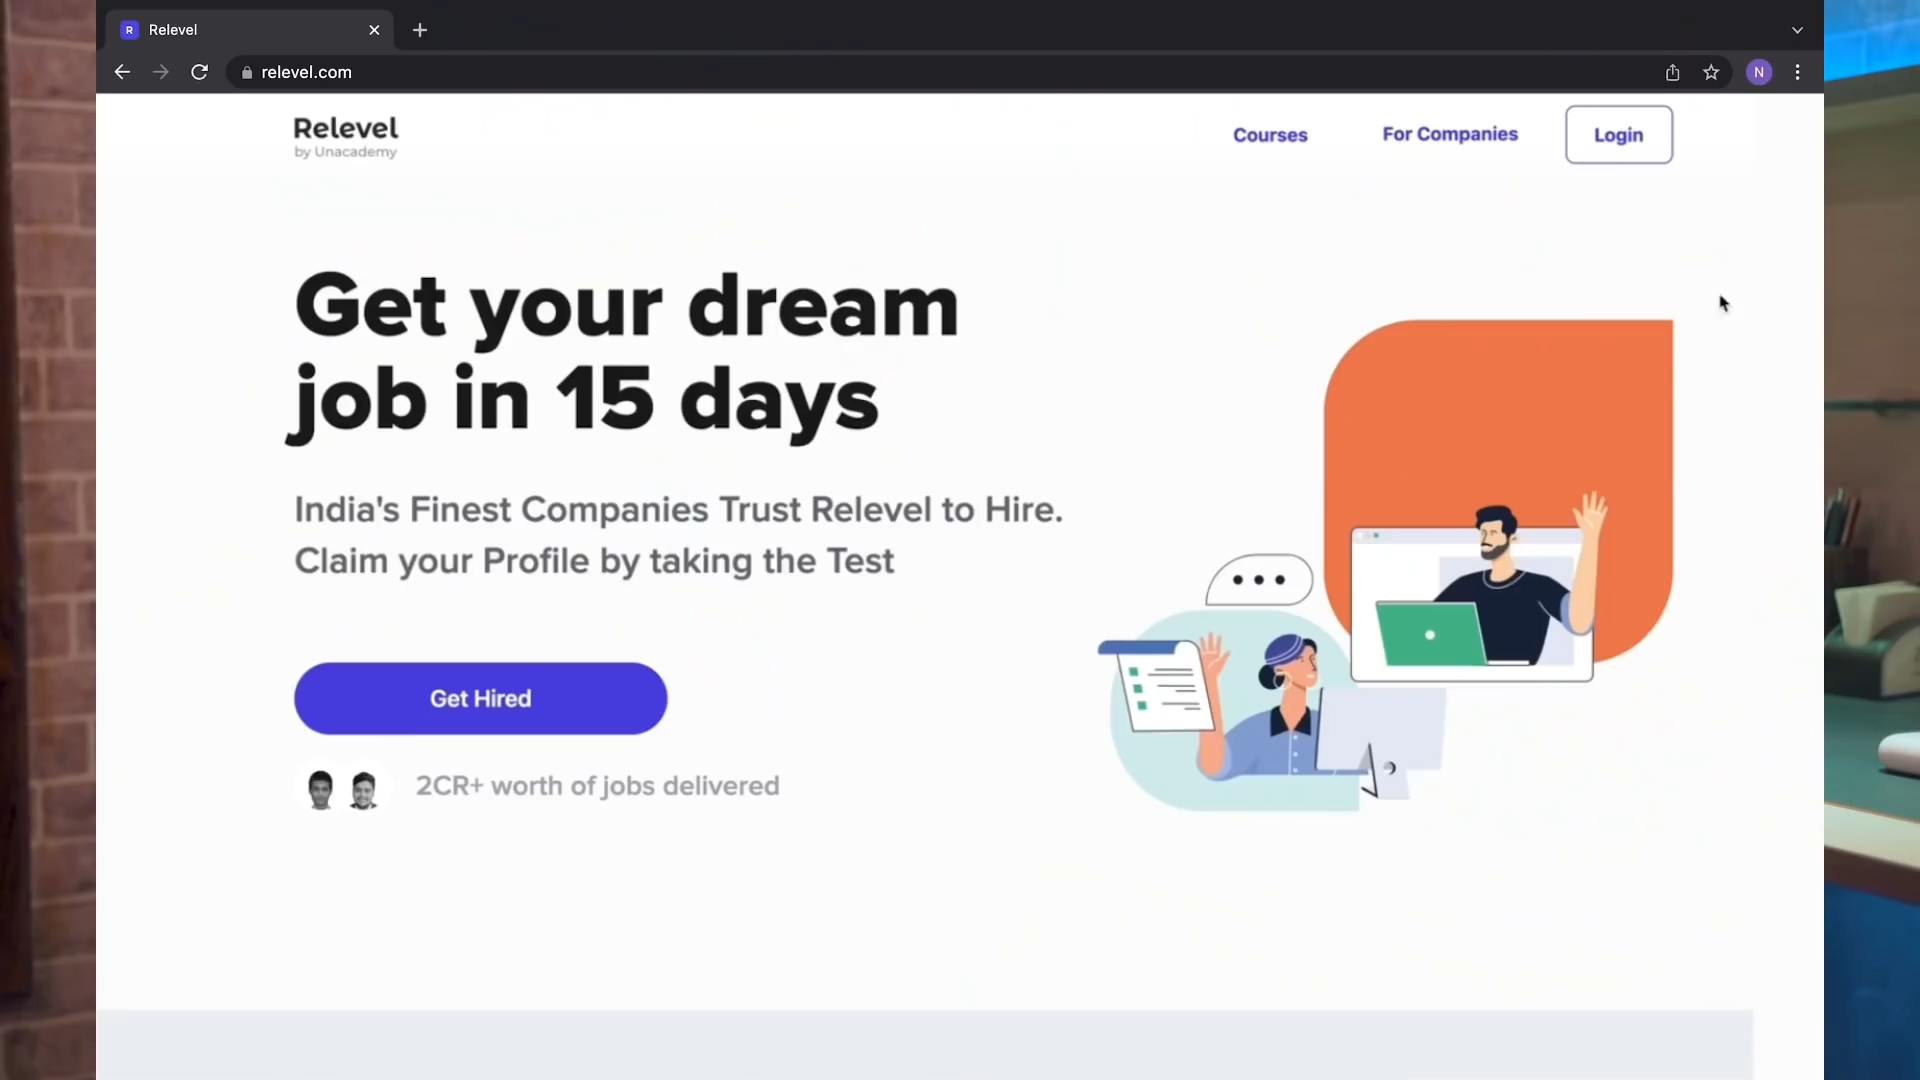 R Relevel
relevel.com
N
Relevel
by Unacademy
Courses For Companies Login
Get your dream
job in 15 days
India's Finest Companies Trust Relevel to Hire.
Claim your Profile by taking the Test
Get Hired
2CR+ worth of jobs delivered